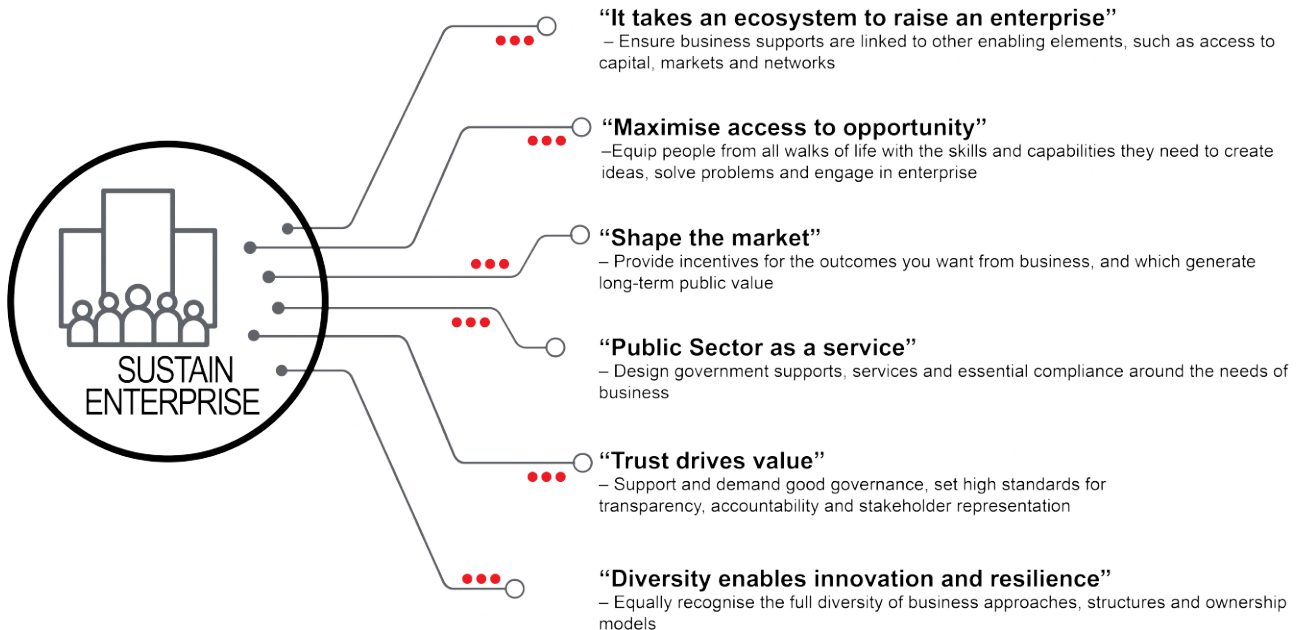 SUSTAIN
ENTERPRISE
“It takes an ecosystem to raise an enterprise”
– Ensure business supports are linked to other enabling elements, such as access to
capital, markets and networks
“Maximise access to opportunity”
–Equip people from all walks of life with the skills and capabilities they need to create
ideas, solve problems and engage in enterprise
“Shape the market”
– Provide incentives for the outcomes you want from business, and which generate
long-term public value
“Public Sector as a service”
– Design government supports, services and essential compliance around the needs of
business
“Trust drives value”
– Support and demand good governance, set high standards for
transparency, accountability and stakeholder representation
“Diversity enables innovation and resilience”
– Equally recognise the full diversity of business approaches, structures and ownership
models